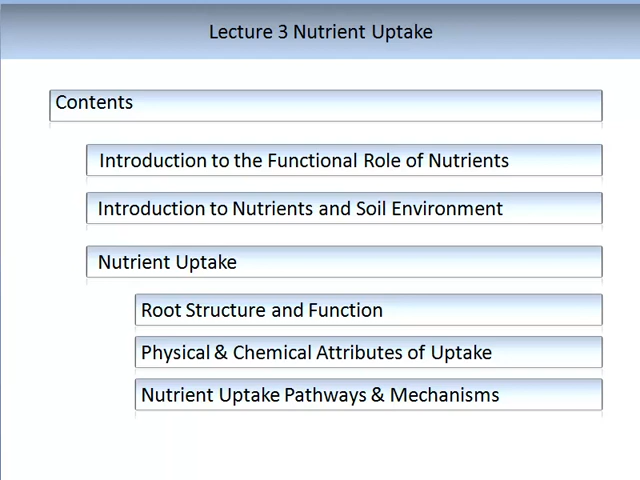 Lecture 3 Nutrient Uptake
Contents
Introduction to the Functional Role of Nutrients
Introduction to Nutrients and Soil Environment
Nutrient Uptake
Root Structure and Function
Physical & Chemical Attributes of Uptake
Nutrient Uptake Pathways & Mechanisms